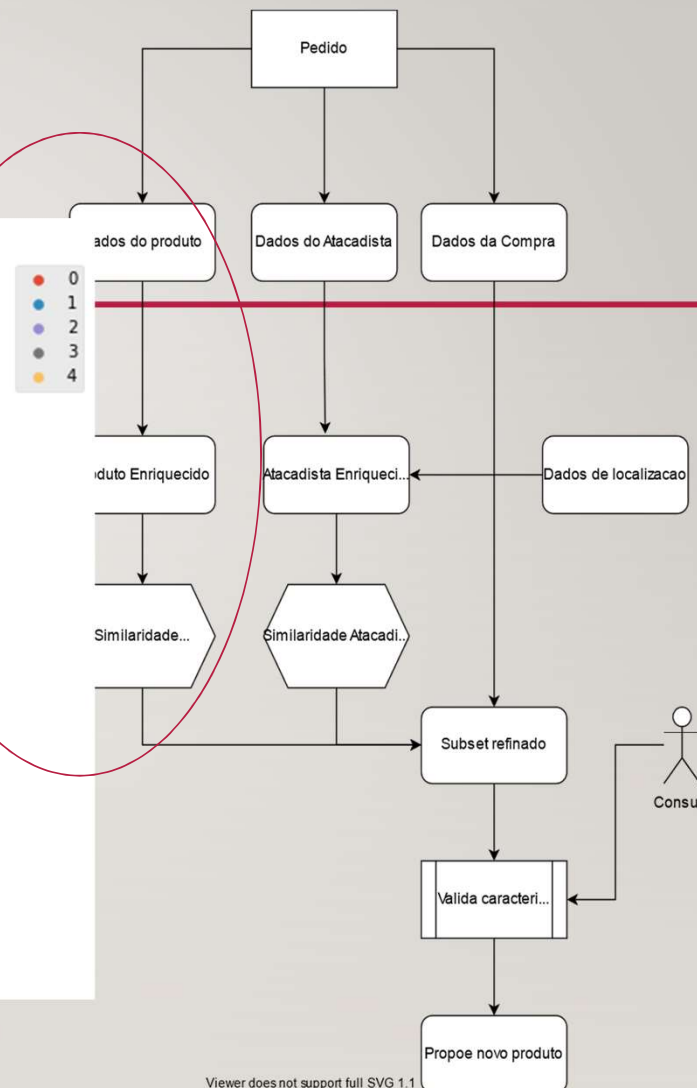 Pedido
ados do produto
Dados do Atacadista
Dados da Compra
0
1
2
3
4
duto Enriquecido
Atacadista Enriqueci...
Dados de localizacao
Similaridade...
Similaridade Atacadi...
Subset refinado
Consu
Valida caracteri...
Propoe novo produto
Viewer does not support full SVG 1.1